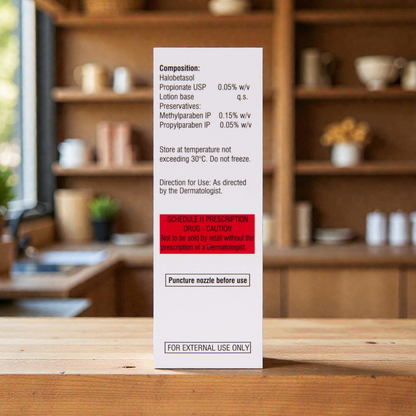 Composition:
Halobetasol
Propionate USP 0.05% w/v
Lotion base q.s.
Preservatives:
Methylparaben IP 0.15% w/v
Propylparaben IP 0.05% w/v
Store at temperature not
exceeding 30°C. Do not freeze.
Direction for Use: As directed
by the Dermatologist.
SCHEDULE H PRESCRIPTION
DRUG - CAUTION
Not to be sold by retail without the
prescription of a Dermatologist.
Puncture nozzle before use
FOR EXTERNAL USE ONLY